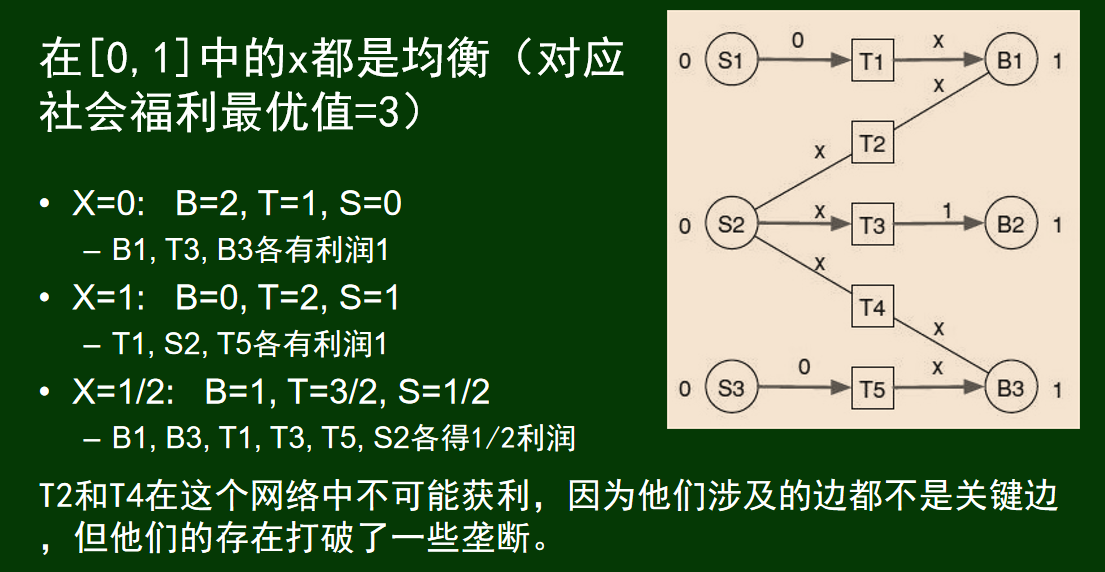 在[0,1]中的x都是均衡（对应
社会福利最优值=3）
• X=0: B=2, T=1, S=0
– B1, T3, B3各有利润1
• X=1: B=0, T=2, S=1
– T1, S2, T5各有利润1
• X=1/2: B=1, T=3/2, S=1/2
– B1, B3, T1, T3, T5, S2各得1/2利润
T2和T4在这个网络中不可能获利，因为他们涉及的边都不是关键边
，但他们的存在打破了一些垄断。
0 S1 0 T1 x B1 1
x
x T2
0 S2 x T3 1 B2 1
x
T4
x
0 S3 0 T5 x B3 1